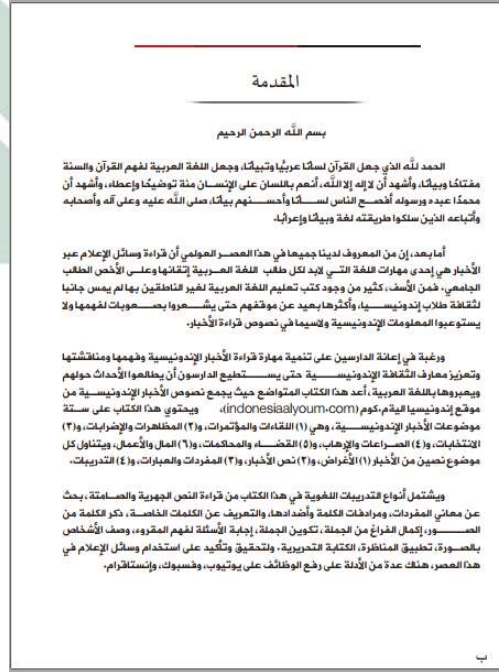 المقدمة
بسم الله الرحمن الرحيم
الحمد لله الذي جعل القرآن لسانًا عربيًا وتبيانًا، وجعل اللغة العربية لفهم القرآن والسنة
مفتاحًا وبيانًا، وأشهد أن لا إله إلا الله، أنعم باللسان على الإنسان منة توضيحًا وإعطاء، وأشهد أن
محمدًا عبده ورسوله أفصح الناس لسانًا وأحسنهم بيانًا، صلى الله عليه وعلى آله وأصحابه
وأتباعه الذين سلكوا طريقته لغة وبيانًا وإعرابًا.
أما بعد، إن من المعروف لدينا جميعا في هذا العصر العولمي أن قراءة وسائل الإعلام عبر
الأخبار هي إحدى مهارات اللغة التي لابد لكل طالب اللغة العربية إتقانها وعلى الأخص الطالب
الجامعي. فمن الأسف، كثير من وجود كتب تعليم اللغة العربية لغير الناطقين بها لم يمس جانبا
لثقافة طلاب إندونيسيا، وأكثرها بعيد عن موقفهم حتى يشعروا بصعوبات لفهمها ولا
يستوعبوا المعلومات الإندونيسية ولاسيما في نصوص قراءة الأخبار.
ورغبة في إعانة الدارسين على تنمية مهارة قراءة الأخبار الإندونيسية وفهمها ومناقشتها
وتعزيز معارف الثقافة الإندونيسية حتى يستطيع الدارسون أن يطالعوا الأحداث حولهم
ويعبروها باللغة العربية، أعد هذا الكتاب المتواضع حيث يجمع نصوص الأخبار الإندونيسية من
موقع إندونيسيا اليوم.كوم (indonesiaalyoum.com)، ويحتوي هذا الكتاب على ستة
موضوعات الأخبار الإندونيسية، وهي (١) اللقاءات والمؤتمرات، و(٢) المظاهرات والإضرابات، و(٣)
الانتخابات، و(٤) الصراعات والإرهاب، و(٥) القضاء والمحاكمات، و(٦) المال والأعمال، ويتناول كل
موضوع نصين من الأخبار (١) الأغراض، و(٢) نص الأخبار، و(٣) المفردات والعبارات، و(٤) التدريبات.
ويشتمل أنواع التدريبات اللغوية في هذا الكتاب من قراءة النص الجهرية والصامتة، بحث
عن معاني المفردات، ومرادفات الكلمة وأضدادها، والتعريف عن الكلمات الخاصة، ذكر الكلمة من
الصور، إكمال الفراغ من الجملة، تكوين الجملة، إجابة الأسئلة لفهم المقروء، وصف الأشخاص
بالصورة، تطبيق المناظرة، الكتابة التحريرية. ولتحقيق وتأكيد على استخدام وسائل الإعلام في
هذا العصر، هناك عدة من الأدلة على رفع الوظائف على يوتيوب، وفسبوك، وإنستاقرام.
ب